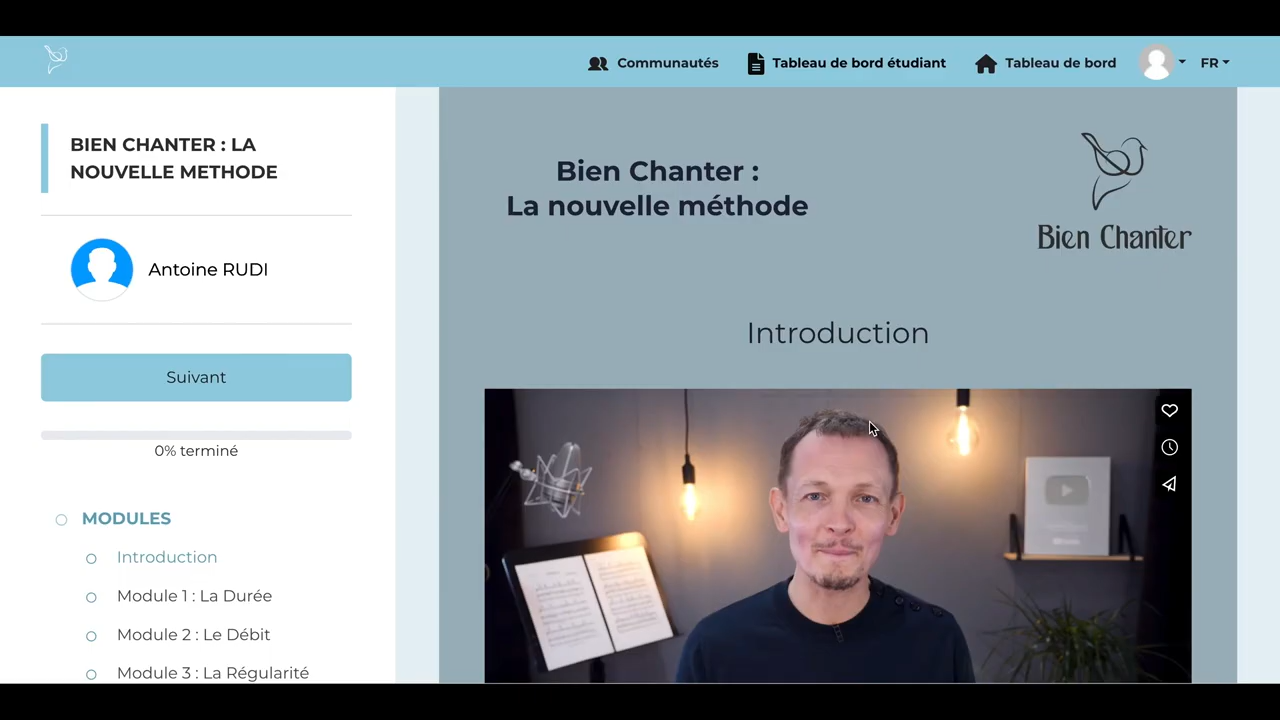 Communautés
Tableau de bord étudiant
Tableau de bord
FR
BIEN CHANTER : LA
NOUVELLE METHODE
Antoine RUDI
Suivant
0% terminé
MODULES
Introduction
Module 1 : La Durée
Module 2 : Le Débit
Module 3 : La Régularité
Bien Chanter :
La nouvelle méthode
Bien Chanter
Introduction